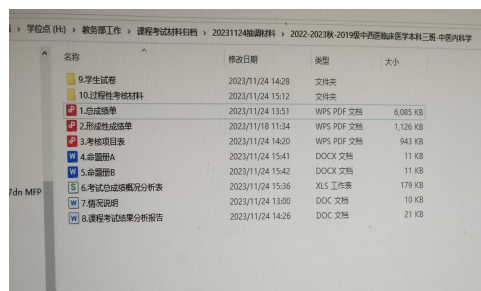 学位点 (H:) › 教务部工作 › 课程考试材料归档 › 20231124抽调材料 › 2022-2023秋-2019级中西医临床医学本科三班-中医内科学
名称 修改日期 类型 大小
9.学生试卷 2023/11/24 14:28 文件夹
10.过程性考核材料 2023/11/24 15:12 文件夹
1.总成绩单 2023/11/24 13:51 WPS PDF 文档 6,085 KB
2.形成性成绩单 2023/11/18 11:34 WPS PDF 文档 1,126 KB
3.考核项目表 2023/11/24 14:20 WPS PDF 文档 943 KB
4.命题册A 2023/11/24 15:41 DOCX 文档 11 KB
5.命题册B 2023/11/24 15:42 DOCX 文档 11 KB
6.考试总成绩概况分析表 2023/11/24 15:36 XLS 工作表 179 KB
7.情况说明 2023/11/24 13:00 DOC 文档 10 KB
8.课程考试结果分析报告 2023/11/24 14:26 DOC 文档 21 KB
7dn MFP